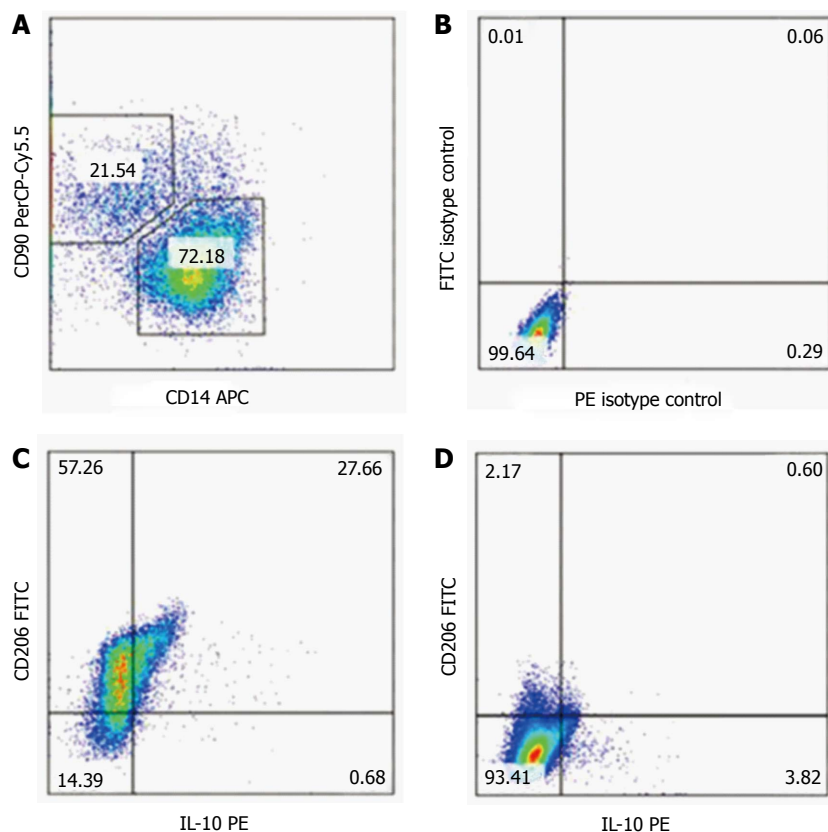 A
CD90 PerCP-Cy5.5
21.54
72.18
CD14 APC
B
FITC isotype control
0.01
0.06
99.64
0.29
PE isotype control
C
CD206 FITC
57.26
27.66
14.39
0.68
IL-10 PE
D
CD206 FITC
2.17
0.60
93.41
3.82
IL-10 PE